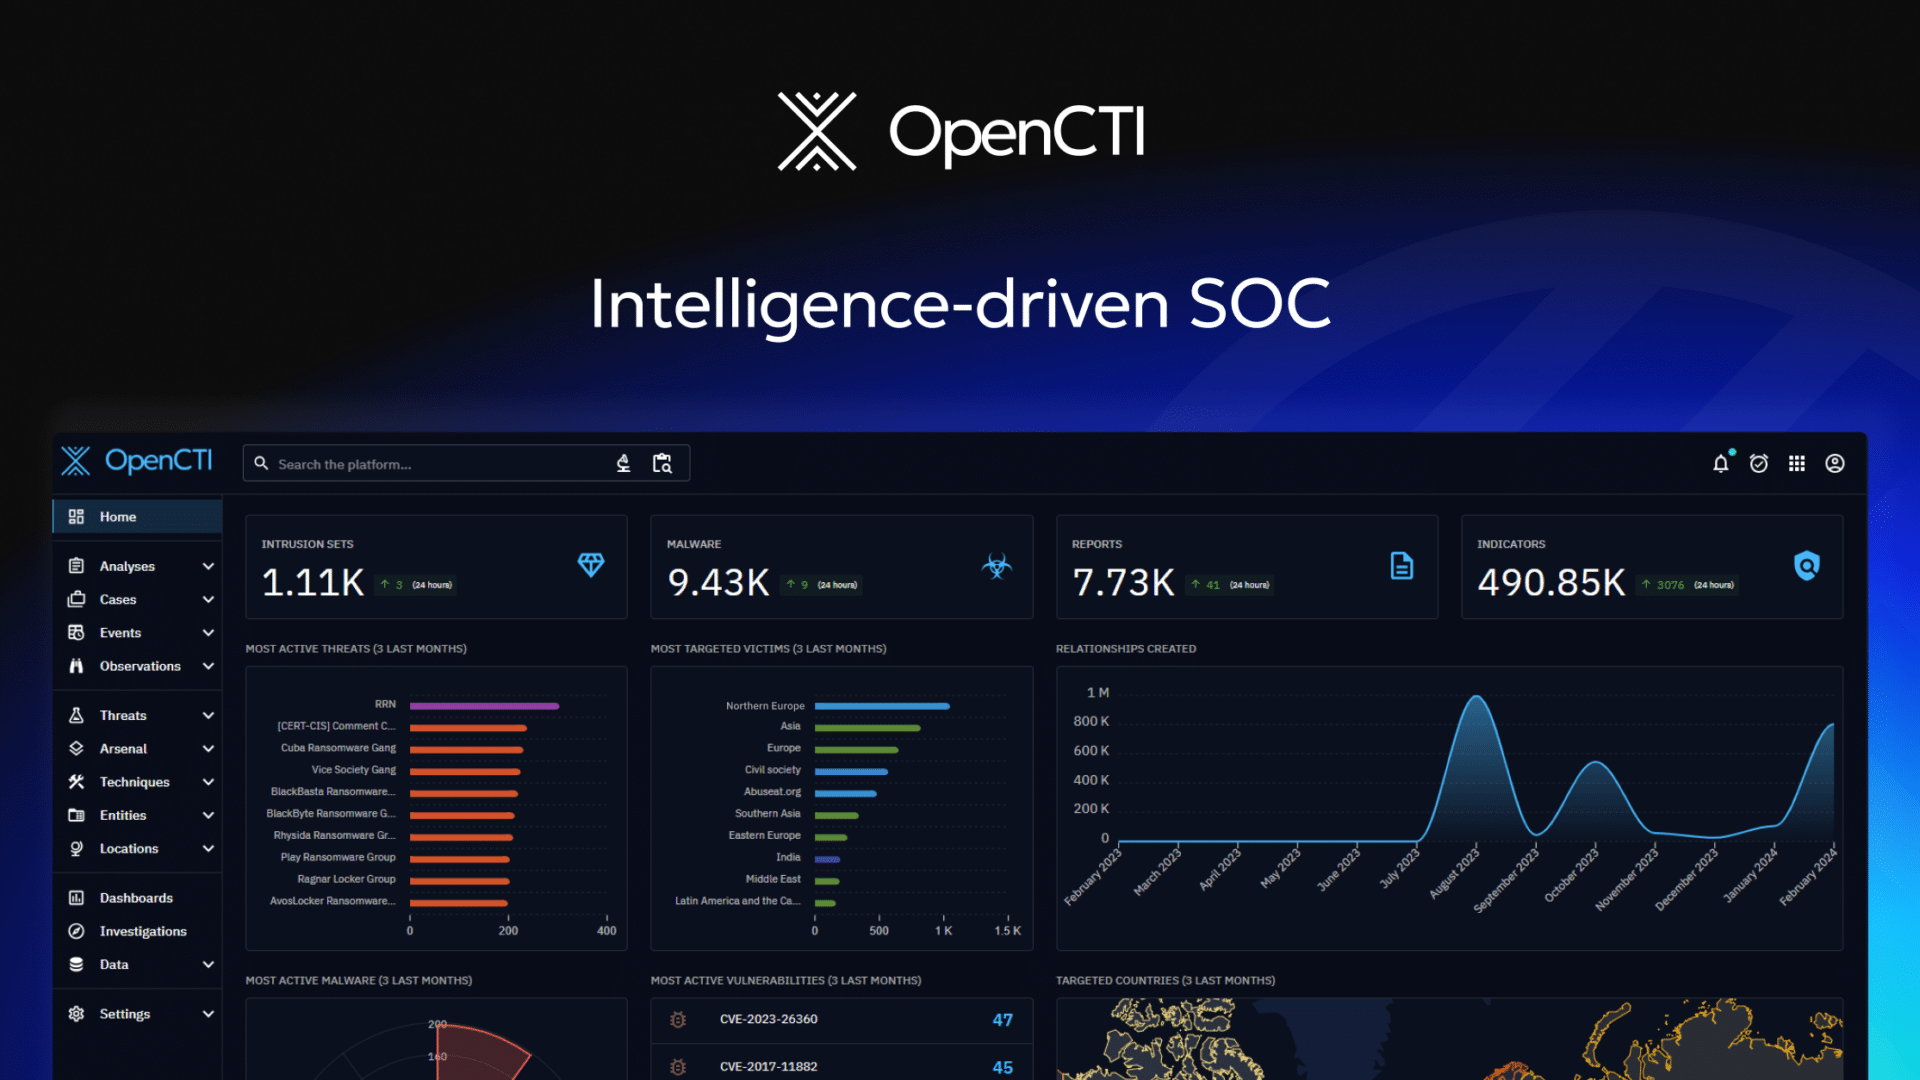 OpenCTI
Intelligence-driven SOC
OpenCTI
Search the platform...
Home
Analyses
Cases
Events
Observations
Threats
Arsenal
Techniques
Entities
Locations
Dashboards
Investigations
Data
Settings
INTRUSION SETS
1.11K 3 (24 hours)
MALWARE
9.43K 9 (24 hours)
REPORTS
7.73K 41 (24 hours)
INDICATORS
490.85K 3076 (24 hours)
MOST ACTIVE THREATS (3 LAST MONTHS)
RRN
[CERT-CIS] Comment C...
Cuba Ransomware Gang
Vice Society Gang
BlackBasta Ransomware...
BlackByte Ransomware G...
Rhysida Ransomware Gr...
Play Ransomware Group
Ragnar Locker Group
AvosLocker Ransomware...
0 200 400
MOST TARGETED VICTIMS (3 LAST MONTHS)
Northern Europe
Asia
Europe
Civil society
Abuseat.org
Southern Asia
Eastern Europe
India
Middle East
Latin America and the Ca...
0 500 1 K 1.5 K
RELATIONSHIPS CREATED
1 M
800 K
600 K
400 K
200 K
0
February 2023 March 2023 April 2023 May 2023 June 2023 July 2023 August 2023 September 2023 October 2023 November 2023 December 2023 January 2024 February 2024
MOST ACTIVE MALWARE (3 LAST MONTHS)
200
160
MOST ACTIVE VULNERABILITIES (3 LAST MONTHS)
CVE-2023-26360 47
CVE-2017-11882 45
TARGETED COUNTRIES (3 LAST MONTHS)